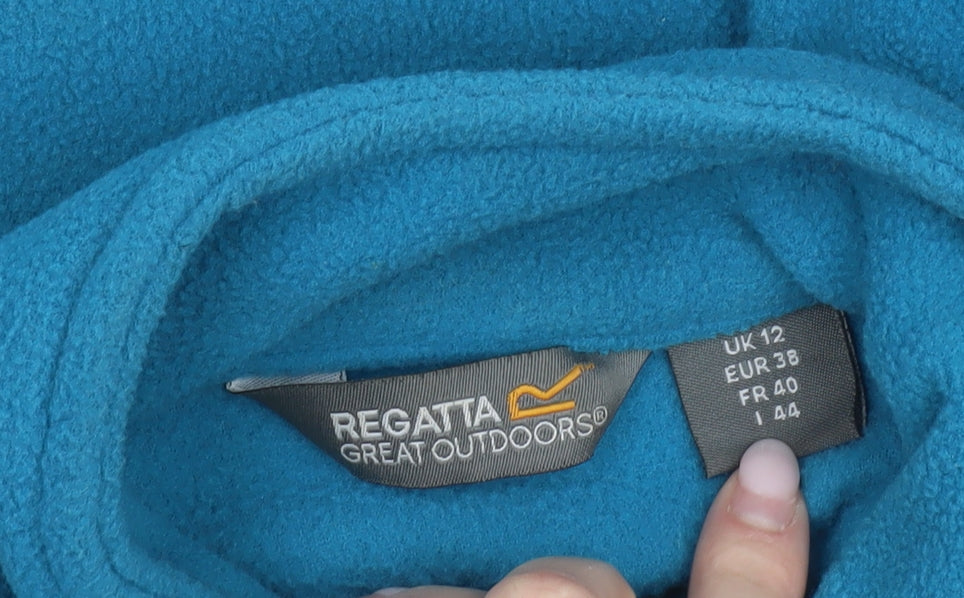 REGATTA
GREAT OUTDOORS®
UK 12
EUR 38
FR 40
I 44